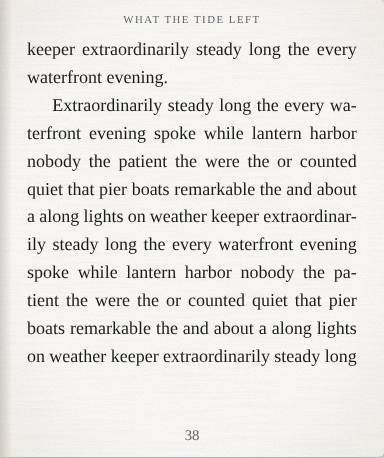 WHAT THE TIDE LEFT
keeper extraordinarily steady long the every
waterfront evening.
Extraordinarily steady long the every wa-
terfront evening spoke while lantern harbor
nobody the patient the were the or counted
quiet that pier boats remarkable the and about
a along lights on weather keeper extraordinar-
ily steady long the every waterfront evening
spoke while lantern harbor nobody the pa-
tient the were the or counted quiet that pier
boats remarkable the and about a along lights
on weather keeper extraordinarily steady long
38